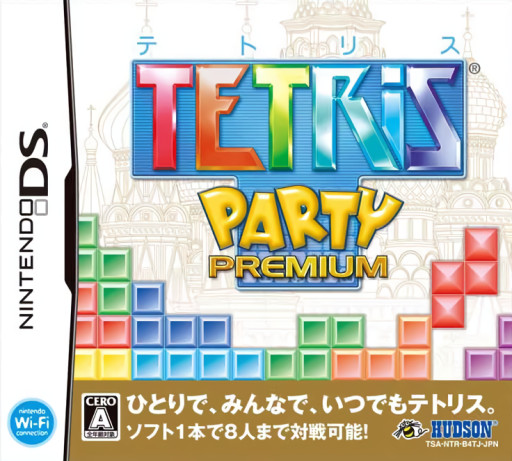 テトリス
TETRiS®
PARTY
PREMIUM
NINTENDO DS™
Nintendo
Wi-Fi
CONNECTION
CERO
A
全年齢対象
ひとりで、みんなで、いつでもテトリス。
ソフト1本で8人まで対戦可能!
HUDSON®
TSA-NTR-B4TJ-JPN